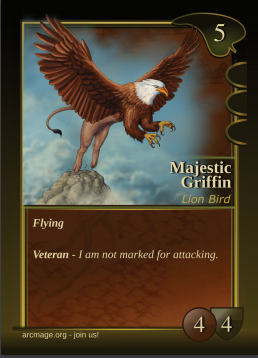 5
Majestic
Griffin
Lion Bird
Flying
Veteran - I am not marked for attacking.
4 4
arcmage.org - join us!